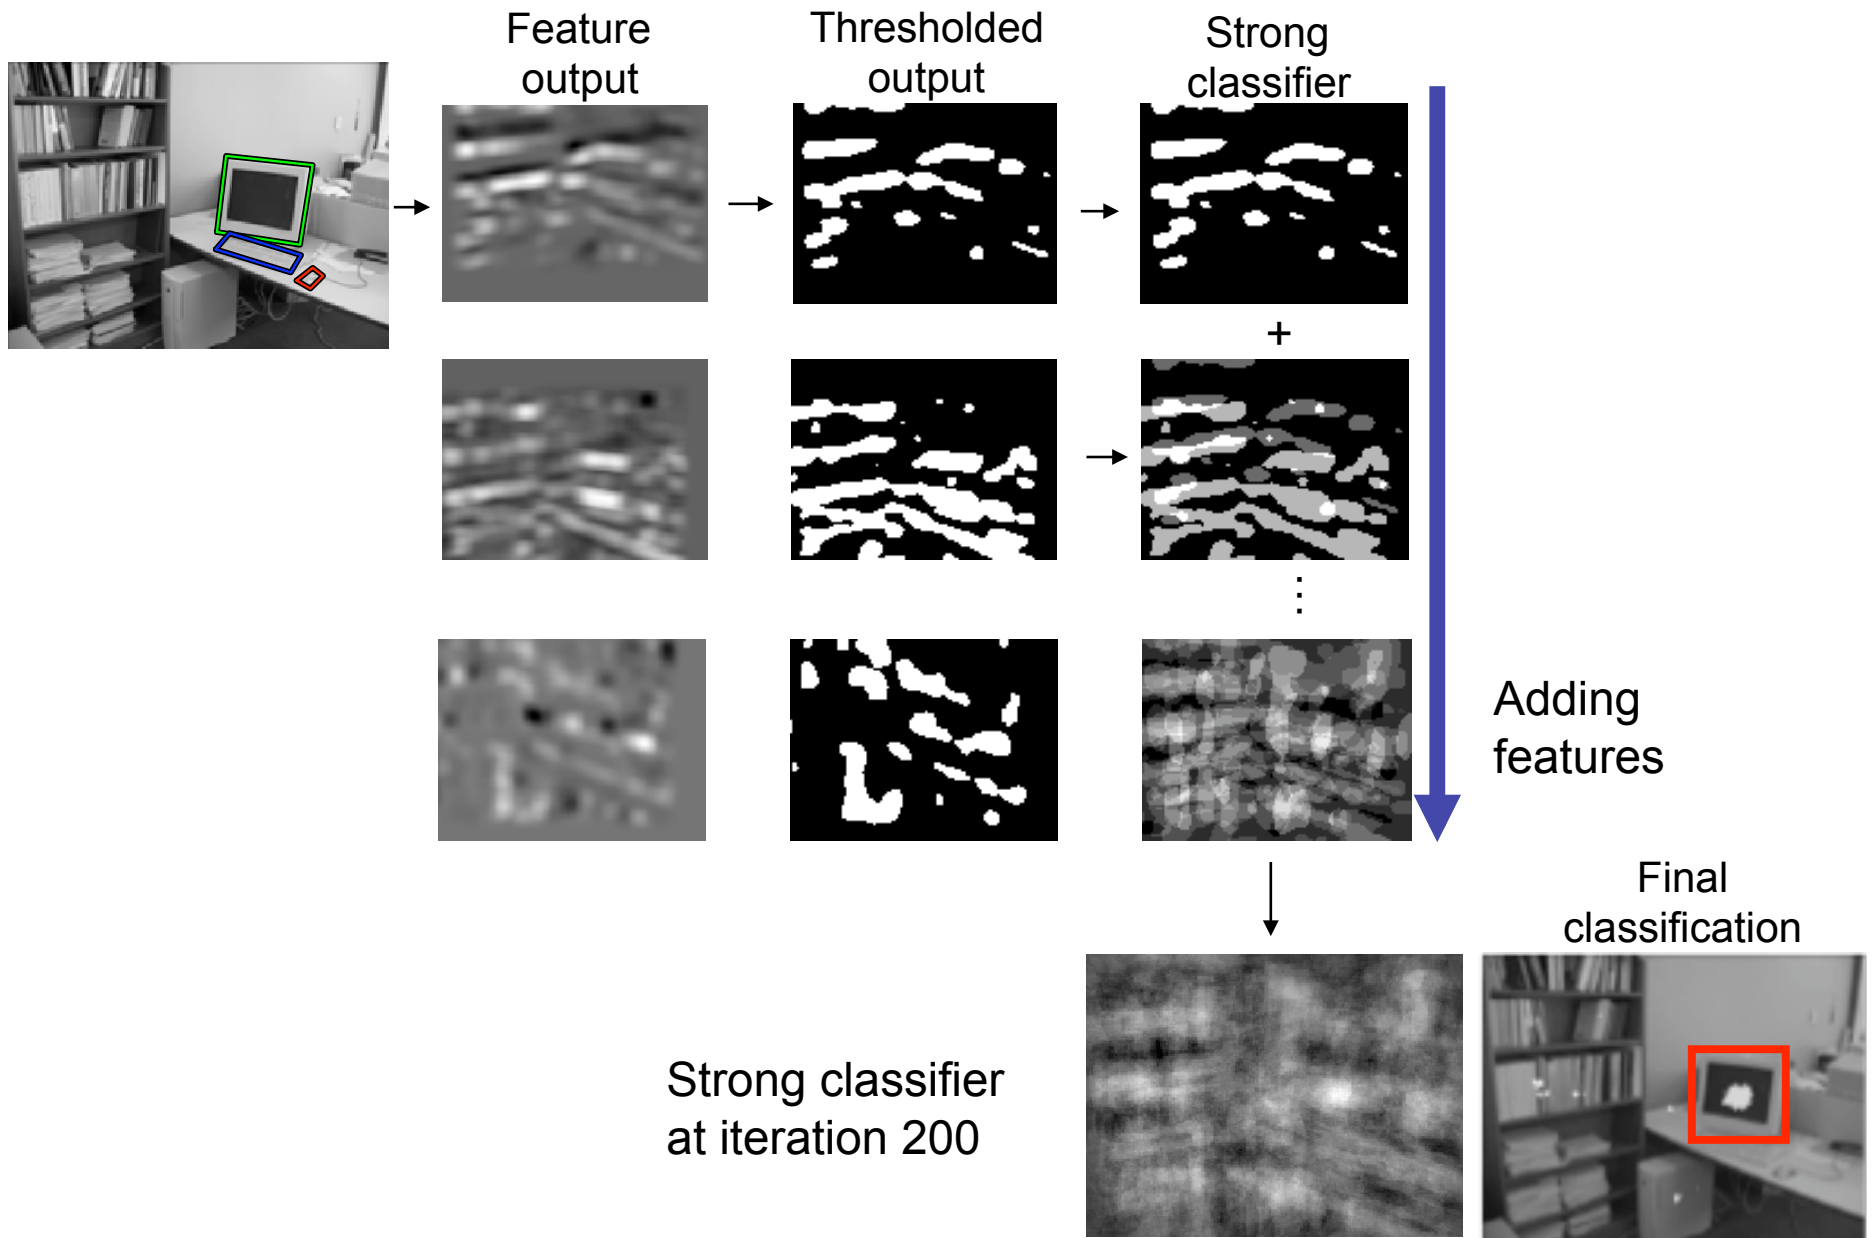 Feature
output
Thresholded
output
Strong
classifier
+
⋮
Adding
features
Final
classification
Strong classifier
at iteration 200